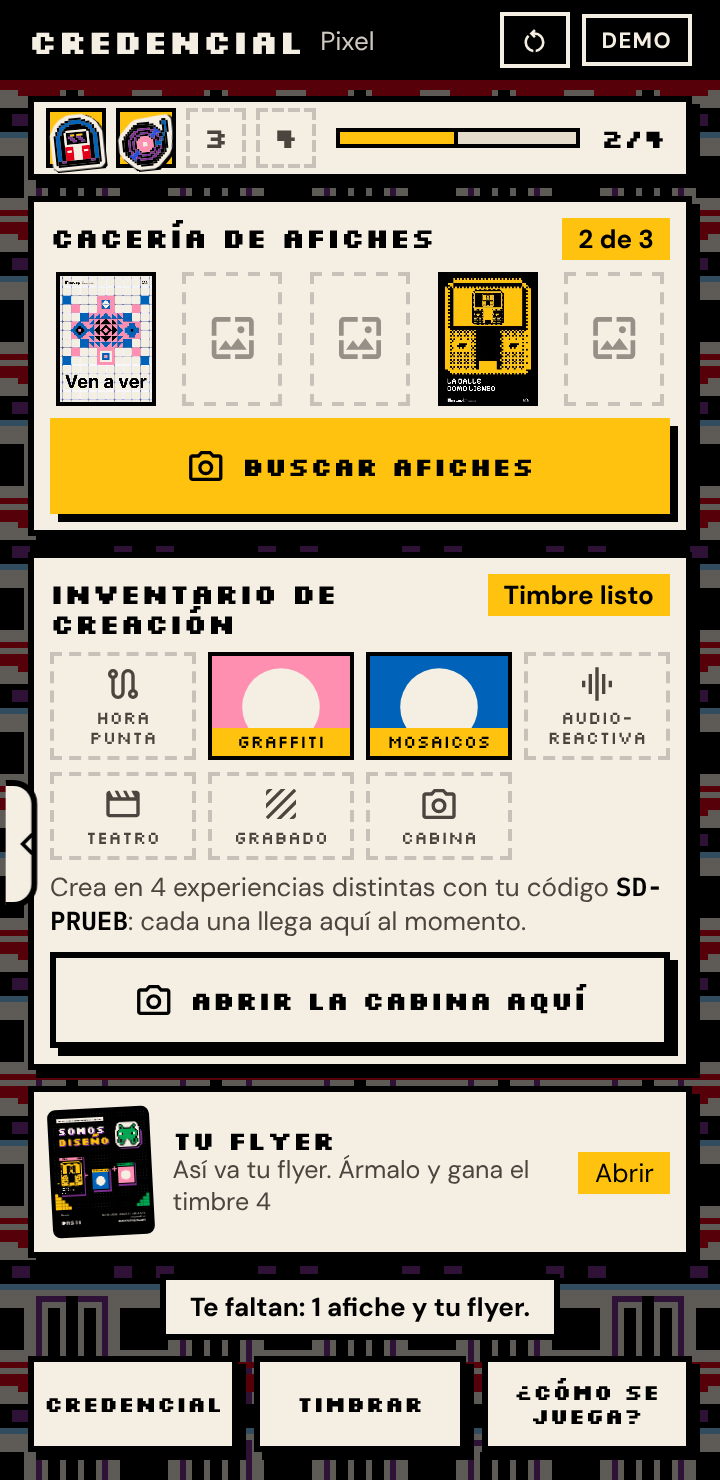 CREDENCIAL Pixel DEMO
3 4 2/4
CACERÍA DE AFICHES 2 de 3
Ven a ver
LA CALLE
COMO LIENZO
BUSCAR AFICHES
INVENTARIO DE
CREACIÓN
Timbre listo
HORA
PUNTA
GRAFFITI
MOSAICOS
AUDIO-
REACTIVA
TEATRO
GRABADO
CABINA
Crea en 4 experiencias distintas con tu código SD-
PRUEB: cada una llega aquí al momento.
ABRIR LA CABINA AQUÍ
SOMOS
DISEÑO
TU FLYER
Así va tu flyer. Ármalo y gana el
timbre 4
Abrir
Te faltan: 1 afiche y tu flyer.
CREDENCIAL
TIMBRAR
¿CÓMO SE
JUEGA?